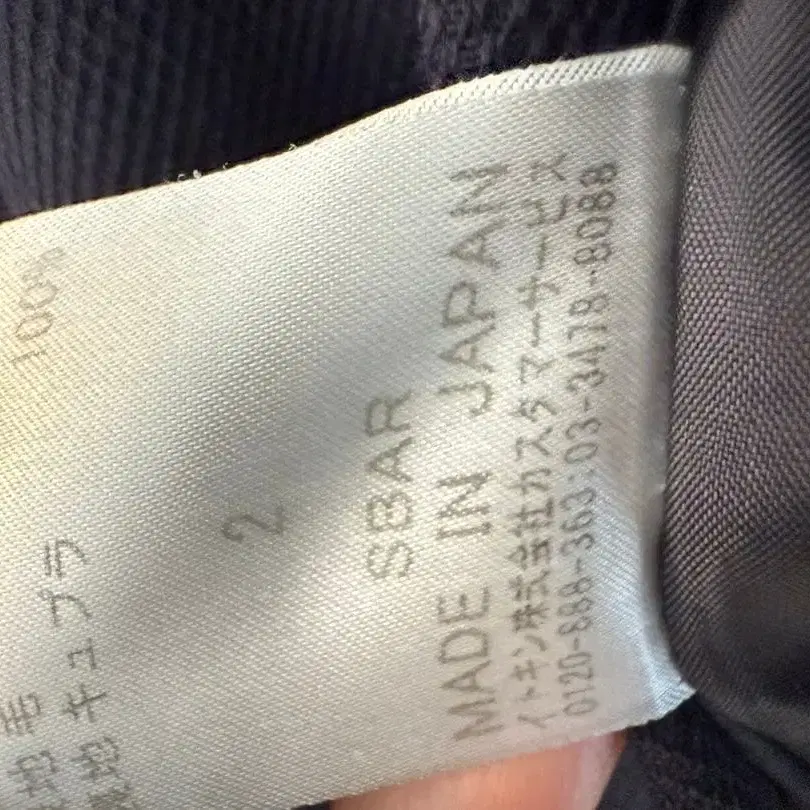 地 毛 100%
地 キュプラ
2
SBAR
MADE IN JAPAN
イトキン株式会社カスタマーサービス
0120-888-363:03-3478-8088